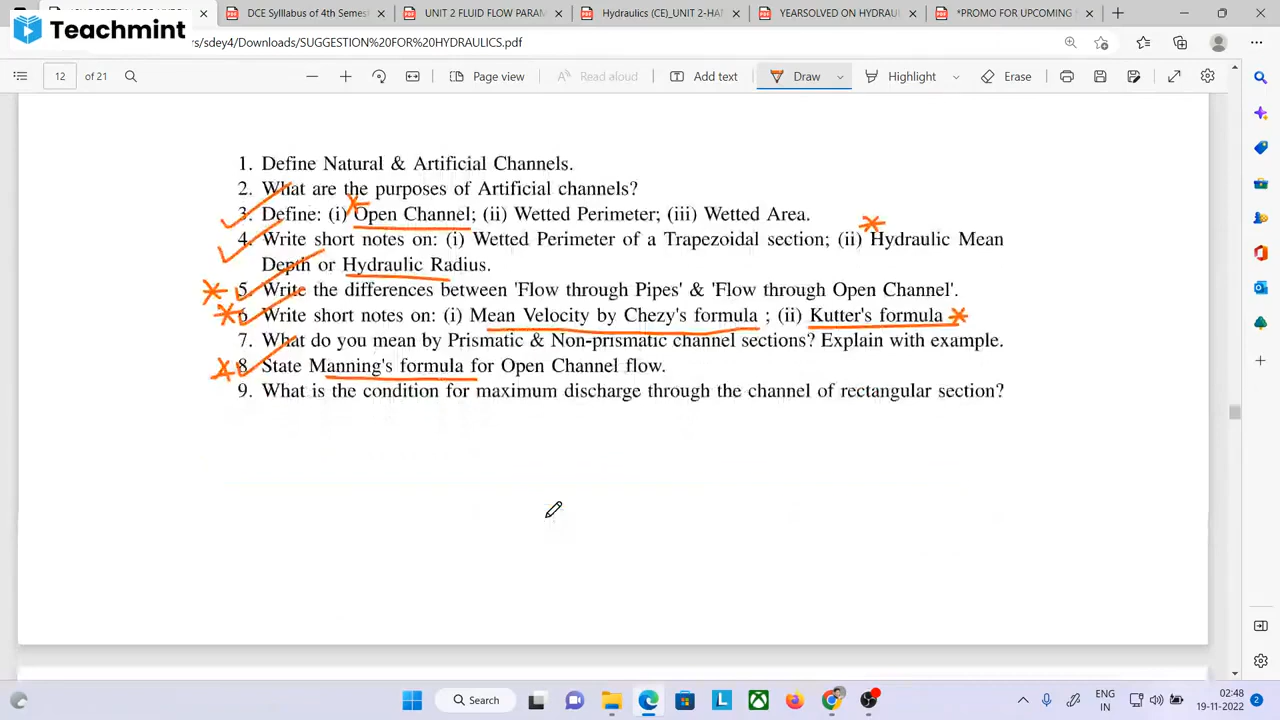 DCE Syllabus of 4th Semest
UNIT 3-FLUID FLOW PARAM
Hydraulics (CE)_UNIT 2-HAN
YEARS
*PROMO FOR UPCOMING
Teachmint
rs/sdey4/Downloads/SUGGESTION%20FOR%20HYDRAULICS.pdf
12 of 21
Page view
Read aloud
Add text
Draw
Highlight
Erase
1. Define Natural & Artificial Channels.
2. What are the purposes of Artificial channels?
3. Define: (i) Open Channel; (ii) Wetted Perimeter; (iii) Wetted Area.
4. Write short notes on: (i) Wetted Perimeter of a Trapezoidal section; (ii) Hydraulic Mean
Depth or Hydraulic Radius.
5. Write the differences between 'Flow through Pipes' & 'Flow through Open Channel'.
6. Write short notes on: (i) Mean Velocity by Chezy's formula ; (ii) Kutter's formula
7. What do you mean by Prismatic & Non-prismatic channel sections? Explain with example.
8. State Manning's formula for Open Channel flow.
9. What is the condition for maximum discharge through the channel of rectangular section?
Search
ENG
IN
02:48
19-11-2022
2